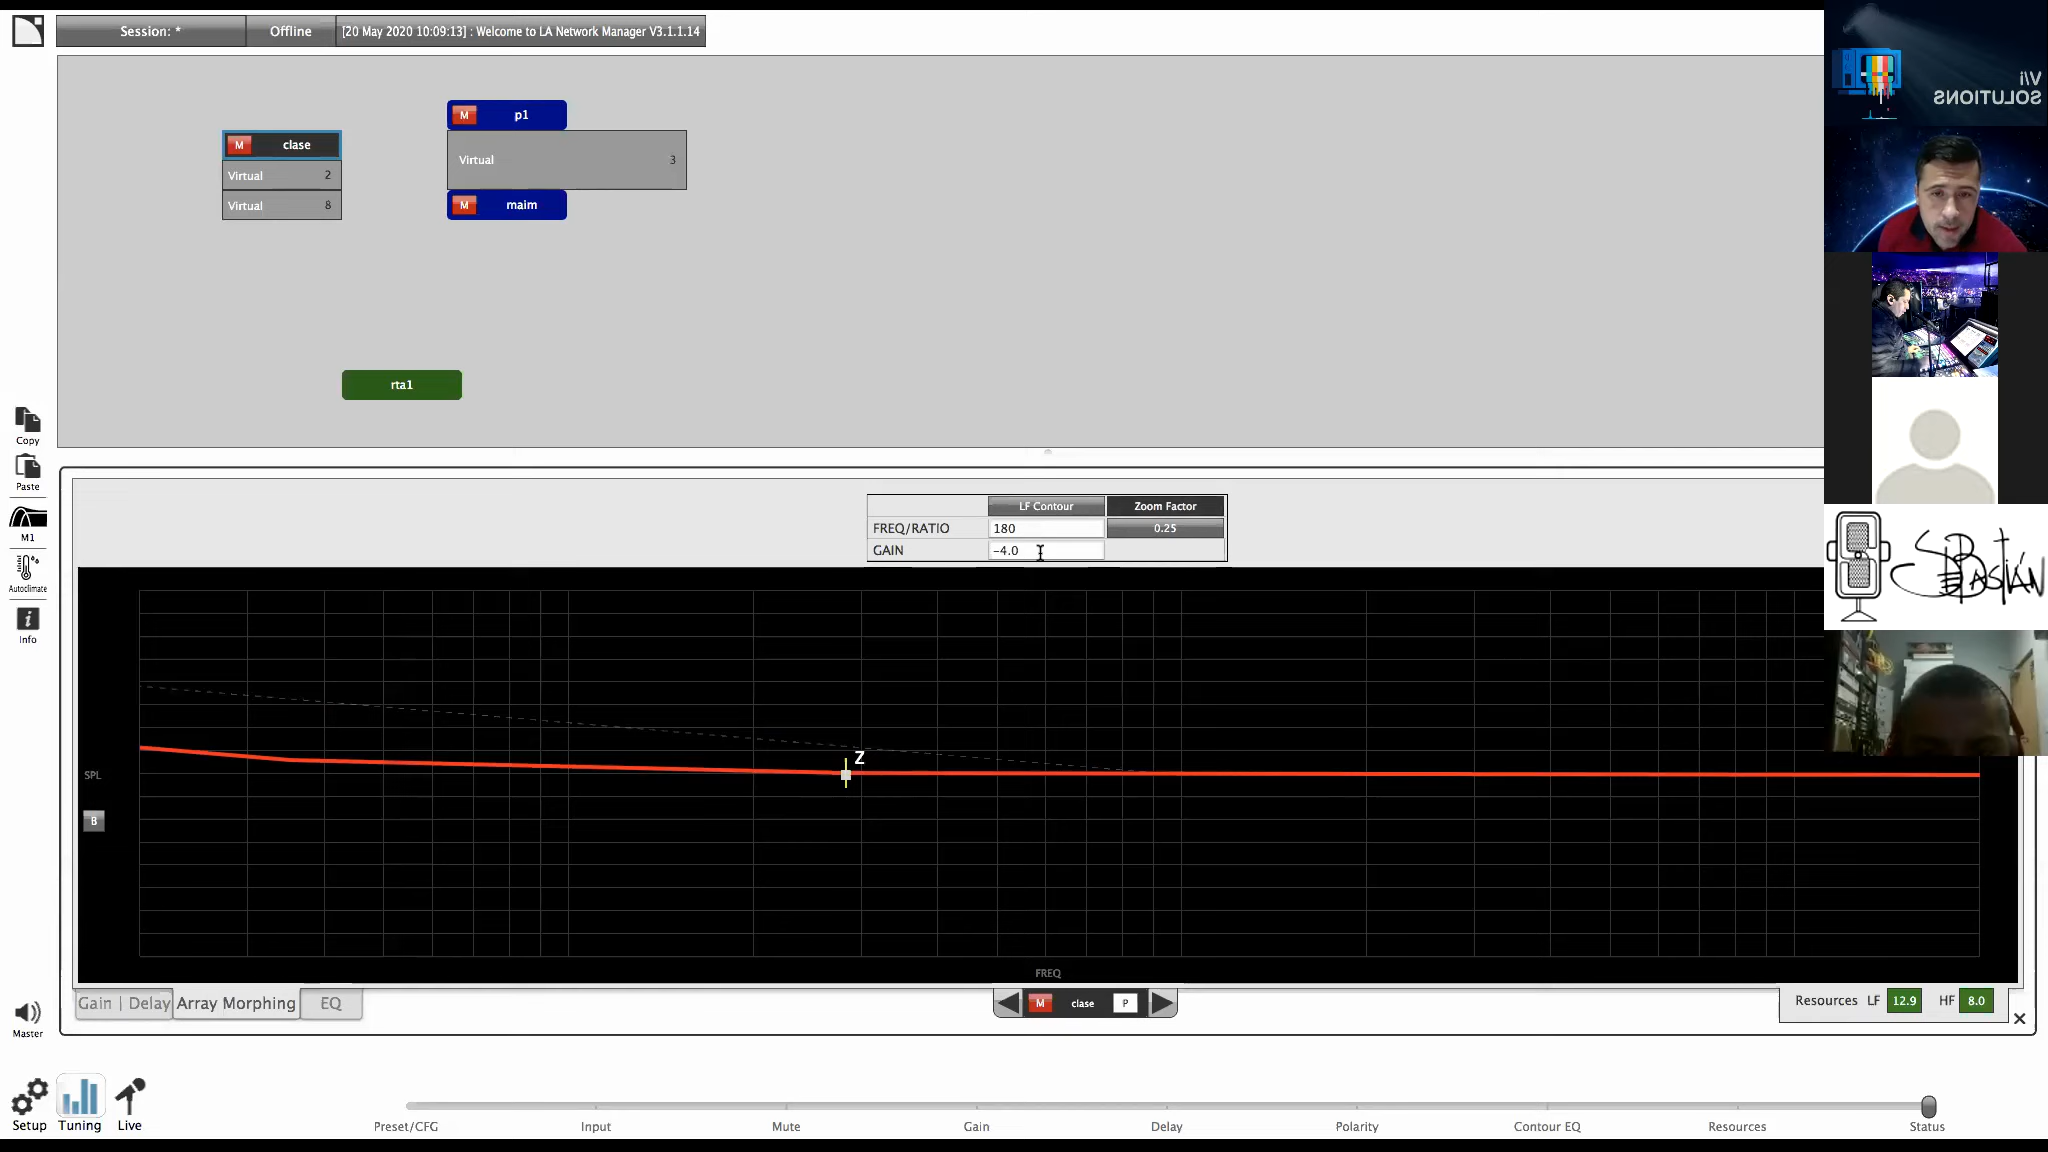 Session: *
Offline
[20 May 2020 10:09:13] : Welcome to LA Network Manager V3.1.1.14
V/i
SOLUTIONS
M p1
M clase
Virtual 3
Virtual 2
Virtual 8
M maim
rta1
Copy
Paste
M1
Autoclimate
Info
LF Contour
Zoom Factor
FREQ/RATIO
180
0.25
GAIN
-4.0
SEBASTIÁN
Z
SPL
B
FREQ
Gain | Delay
Array Morphing
EQ
M clase P
Resources LF 12.9 HF 8.0
Master
Setup
Tuning
Live
Preset/CFG
Input
Mute
Gain
Delay
Polarity
Contour EQ
Resources
Status